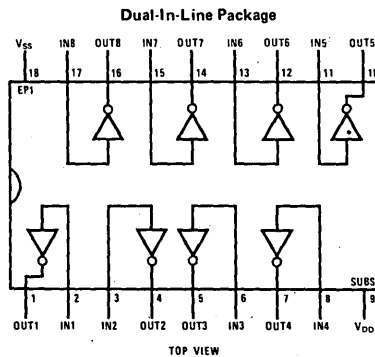 Dual-In-Line Package
VSS IN8 OUT8 IN7 OUT7 IN6 OUT6 IN5 OUT5
18 17 16 15 14 13 12 11 10
EP1
SUBS
1 2 3 4 5 6 7 8 9
OUT1 IN1 IN2 OUT2 OUT3 IN3 OUT4 IN4 VDD
TOP VIEW